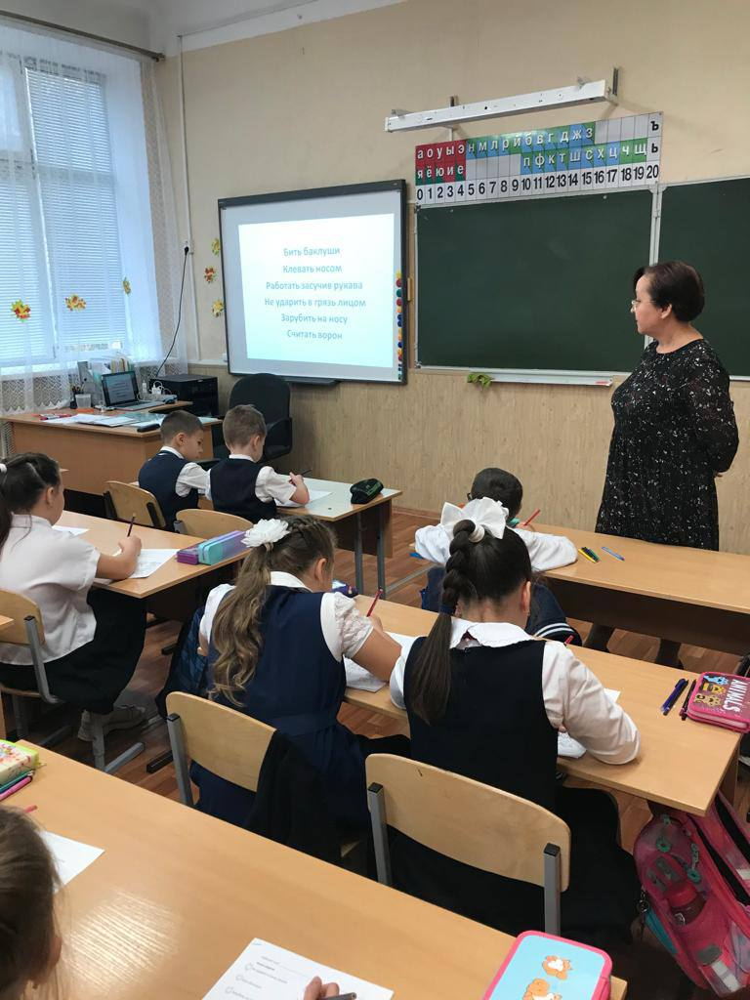 Бить баклуши
Клевать носом
Работать засучив рукава
Не ударить в грязь лицом
Зарубить на носу
Считать ворон
а о у ы э н м л р й б в г д ж з ъ
я ё ю и е п ф к т ш с х ц ч щ ь
0 1 2 3 4 5 6 7 8 9 10 11 12 13 14 15 16 17 18 19 20
ANIMALS